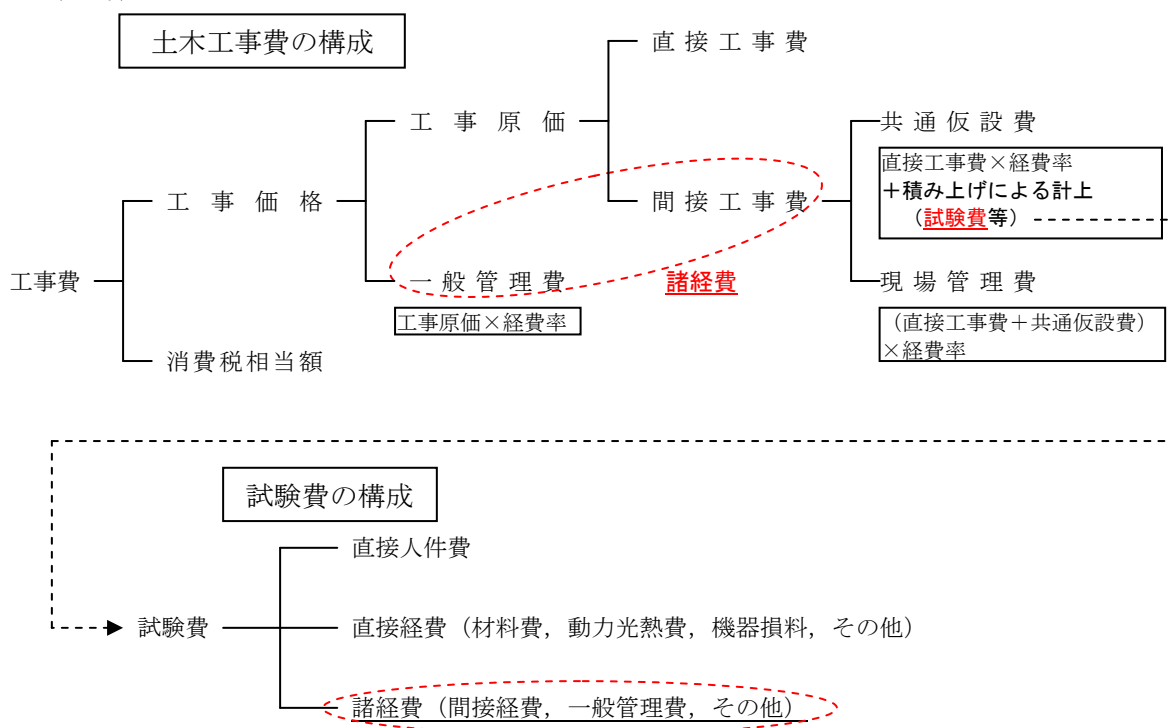 土木工事費の構成
直接工事費
工事原価
共通仮設費
直接工事費×経費率
+積み上げによる計上
(試験費等)
工事価格
間接工事費
工事費
一般管理費
諸経費
現場管理費
工事原価×経費率
(直接工事費+共通仮設費)
×経費率
消費税相当額
試験費の構成
直接人件費
試験費
直接経費(材料費,動力光熱費,機器損料,その他)
諸経費(間接経費,一般管理費,その他)